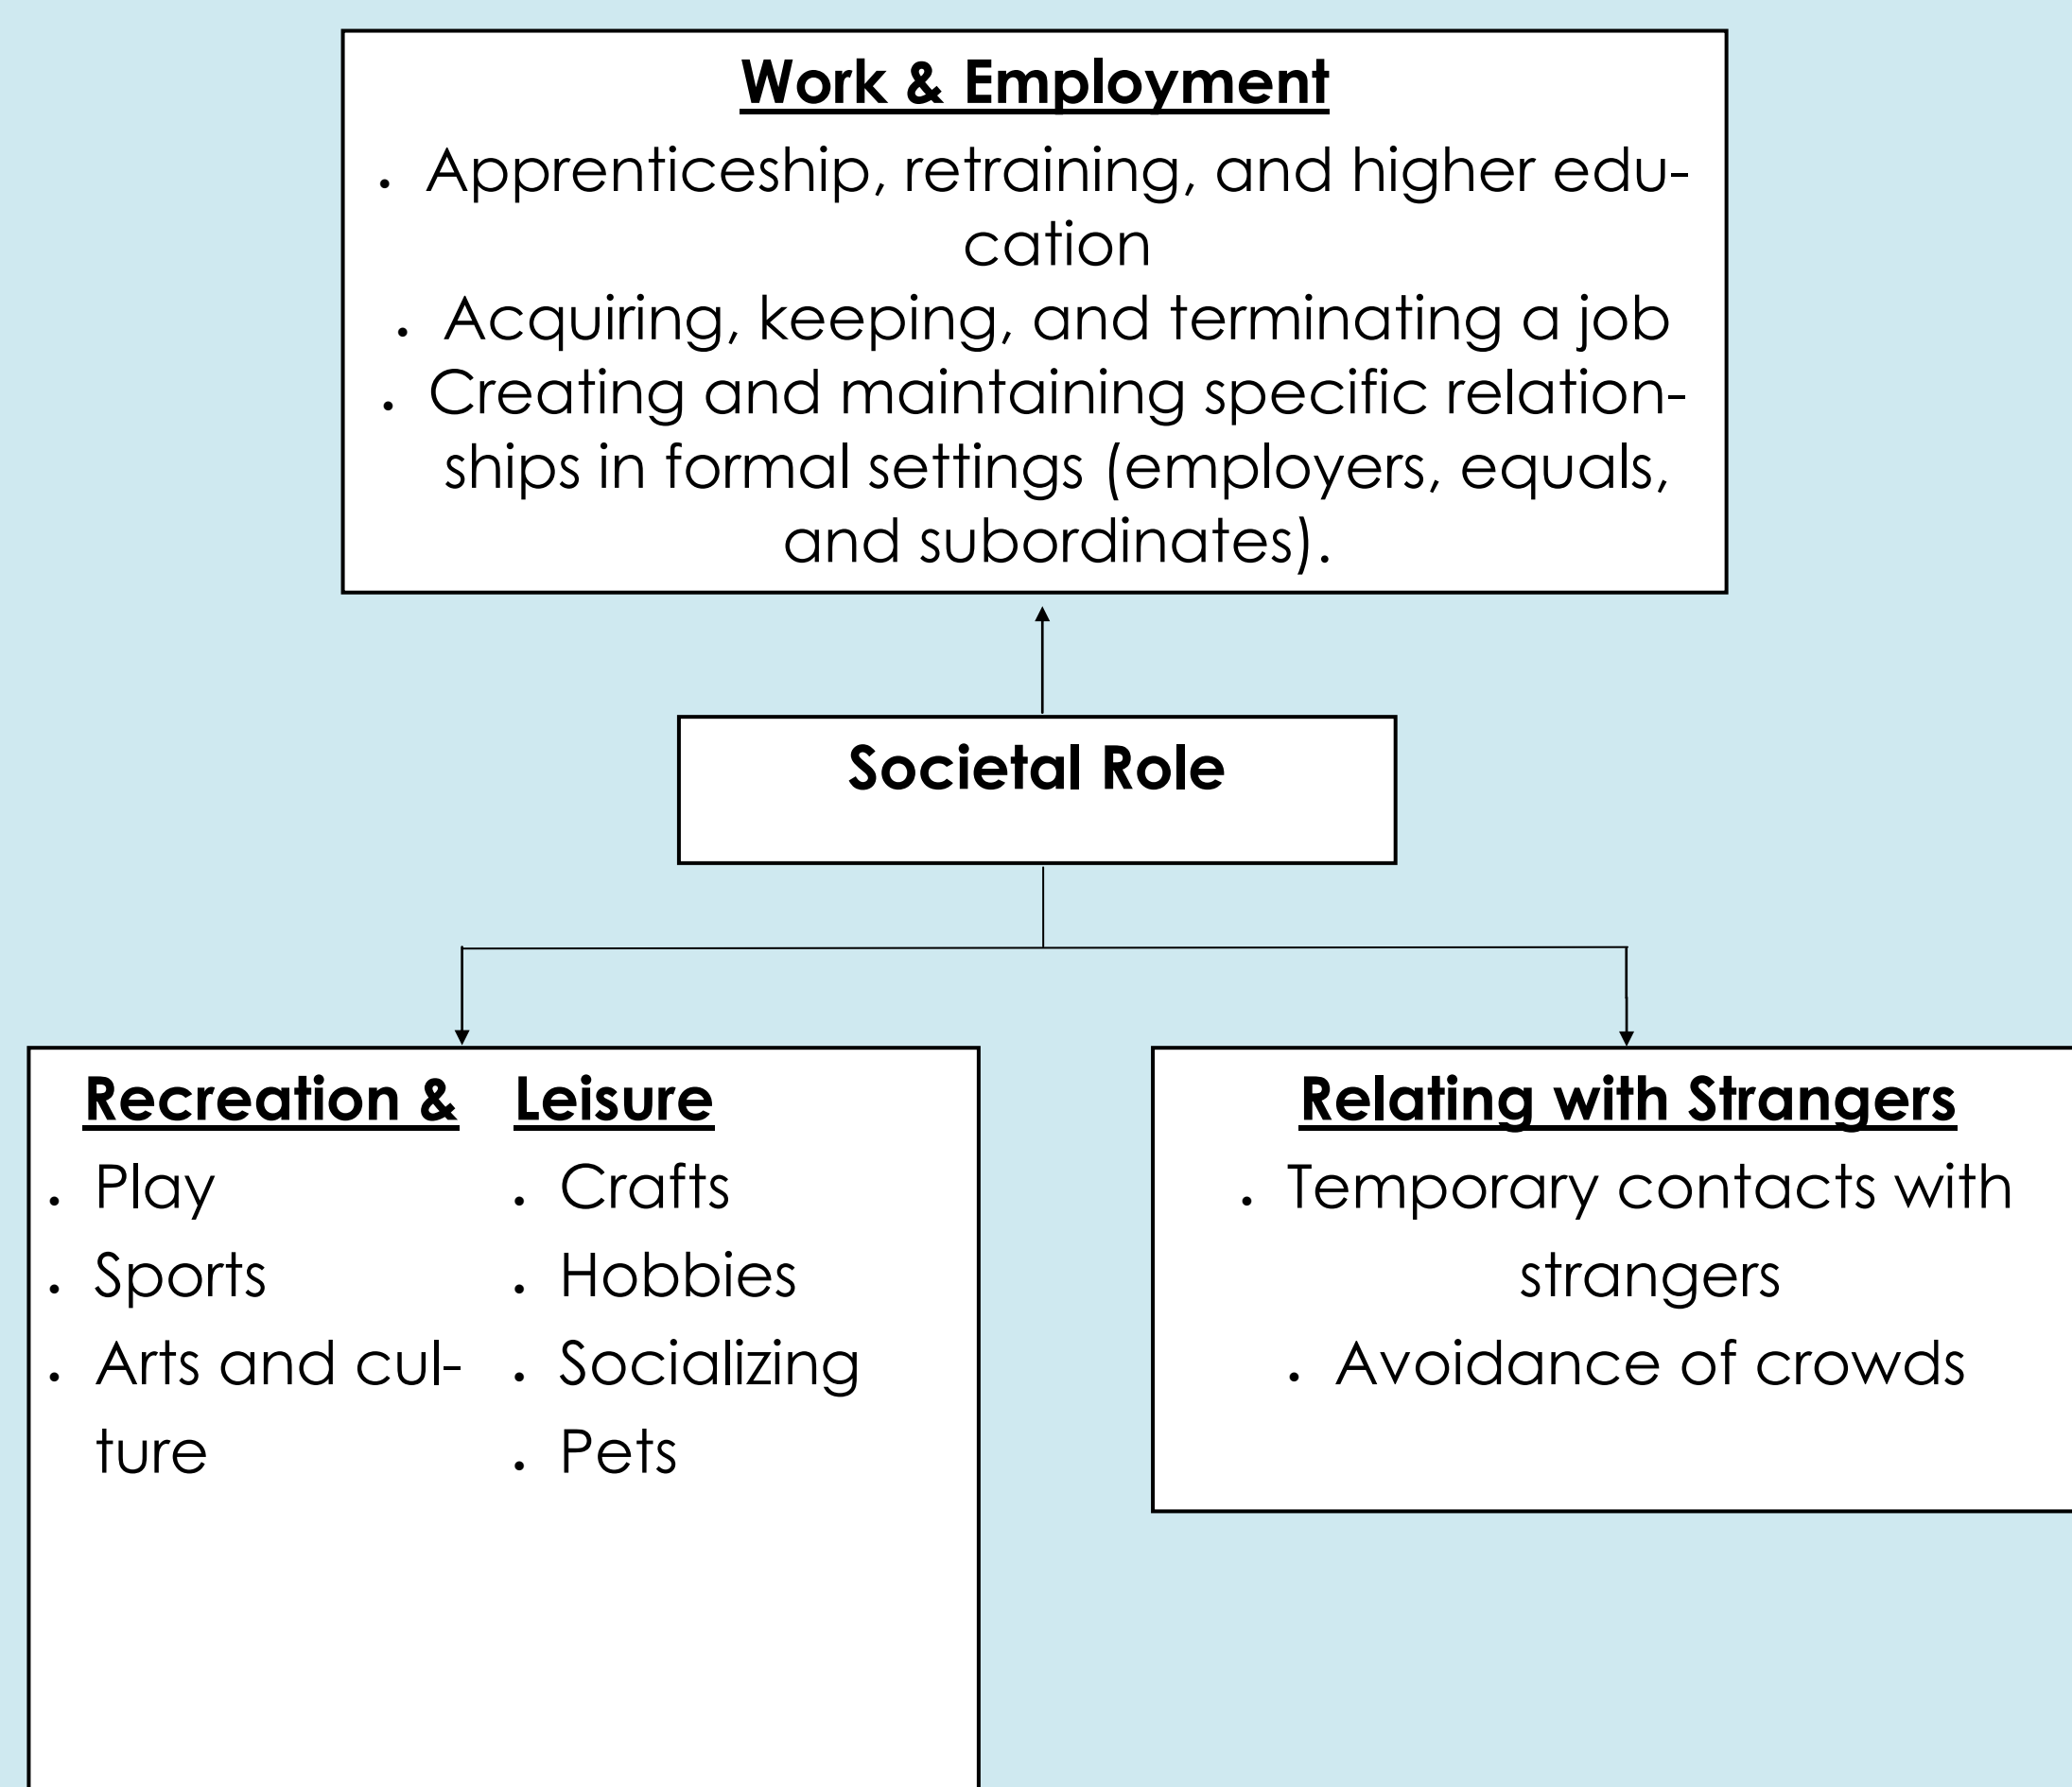 Work & Employment
. Apprenticeship, retraining, and higher edu-
cation
. Acquiring, keeping, and terminating a job
. Creating and maintaining specific relation-
ships in formal settings (employers, equals,
and subordinates).
Societal Role
Recreation & Leisure
. Play
. Sports
. Arts and cul-
ture
. Crafts
. Hobbies
. Socializing
. Pets
Relating with Strangers
. Temporary contacts with
strangers
. Avoidance of crowds